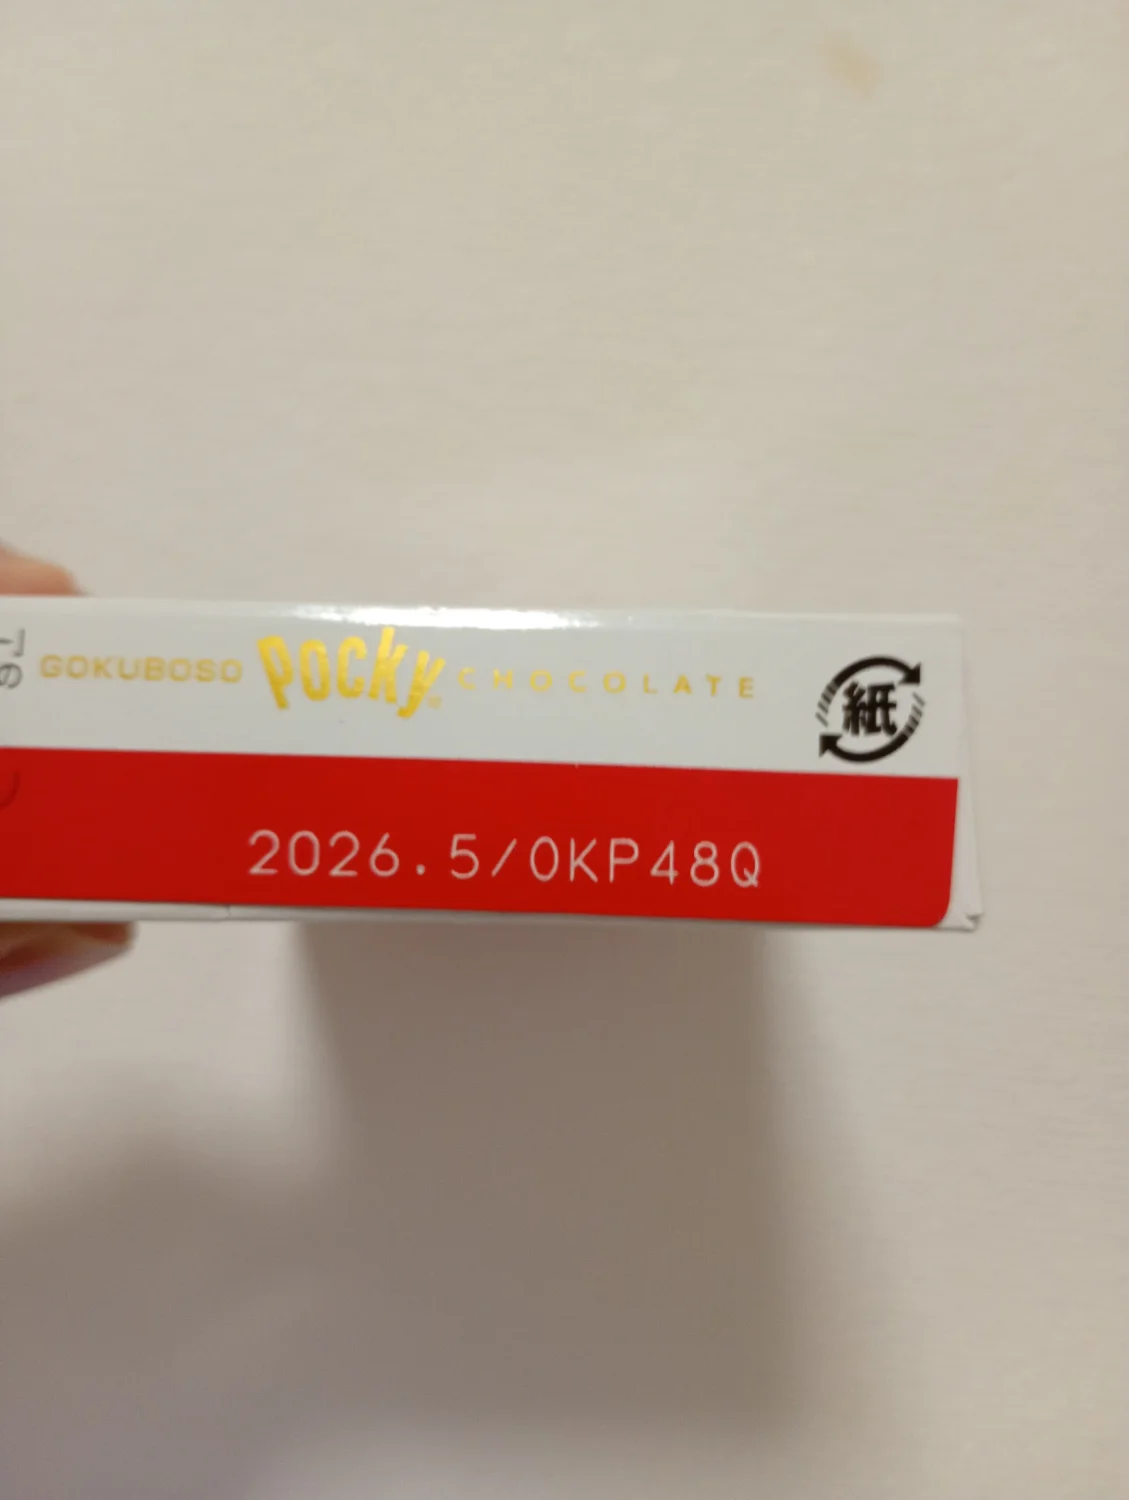 GOKUBOSO Pocky® CHOCOLATE
紙
2026.5/0KP48Q